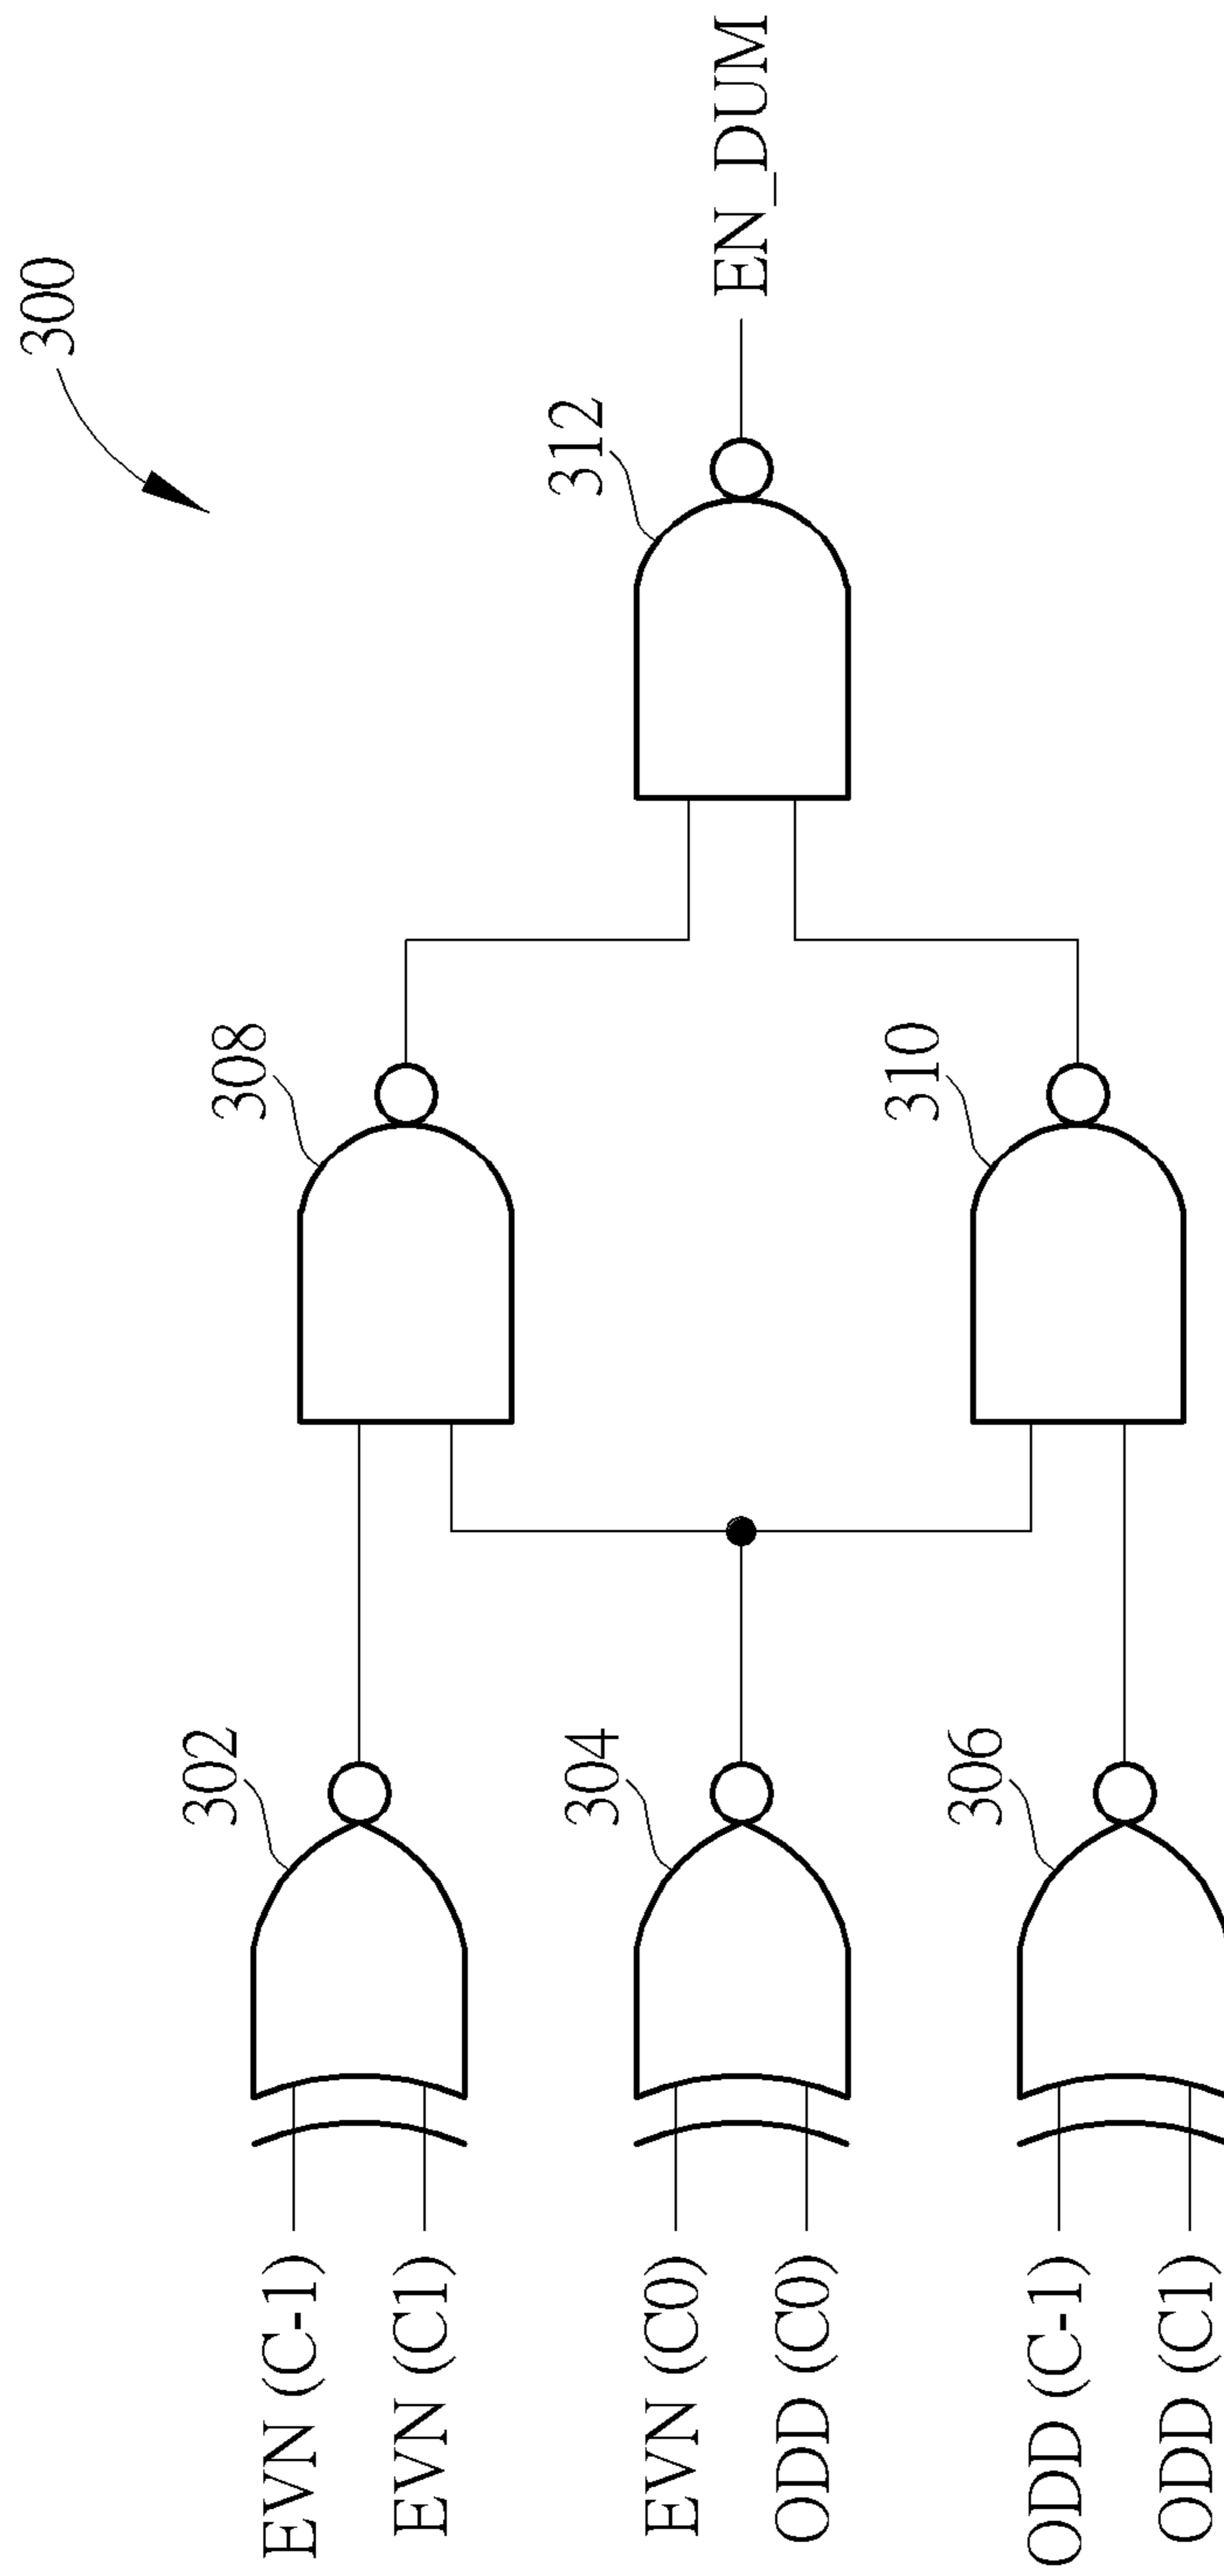 300
302
EVN (C-1)
EVN (C1)
308
304
EVN (C0)
ODD (C0)
312
EN_DUM
306
ODD (C-1)
ODD (C1)
310